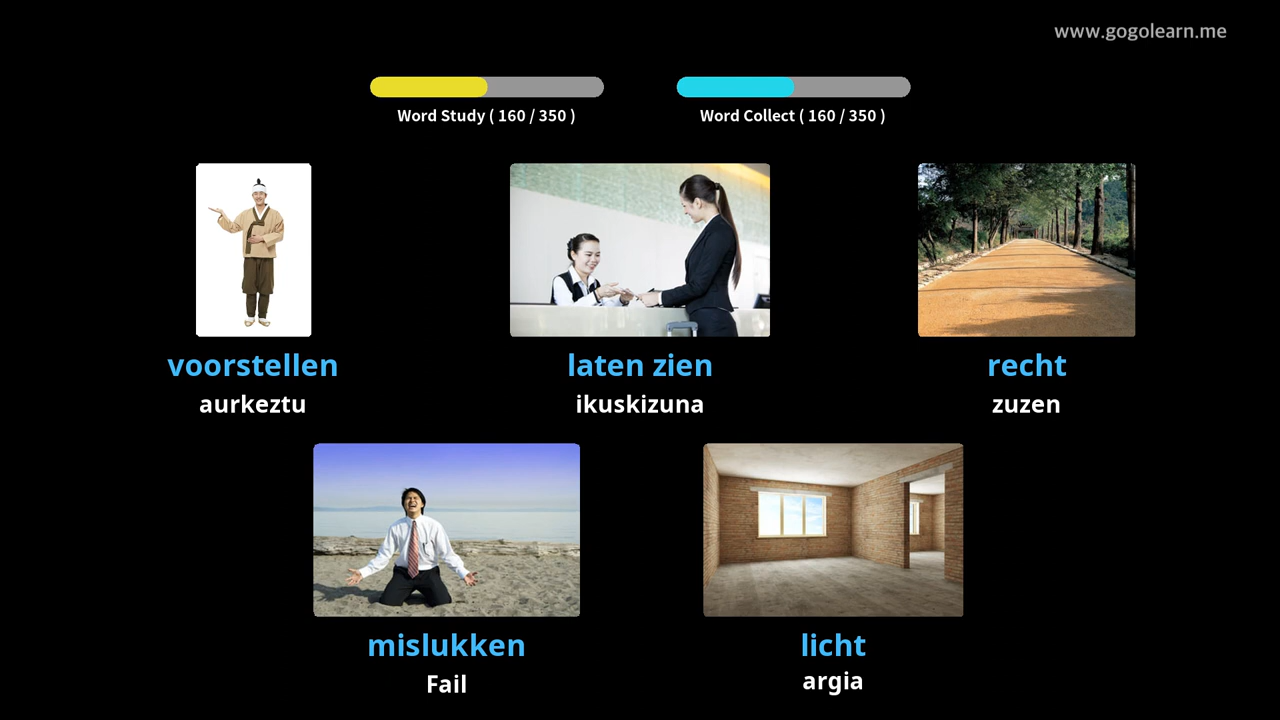 www.gogolearn.me
Word Study ( 160 / 350 )
Word Collect ( 160 / 350 )
voorstellen
aurkeztu
laten zien
ikuskizuna
recht
zuzen
mislukken
Fail
licht
argia